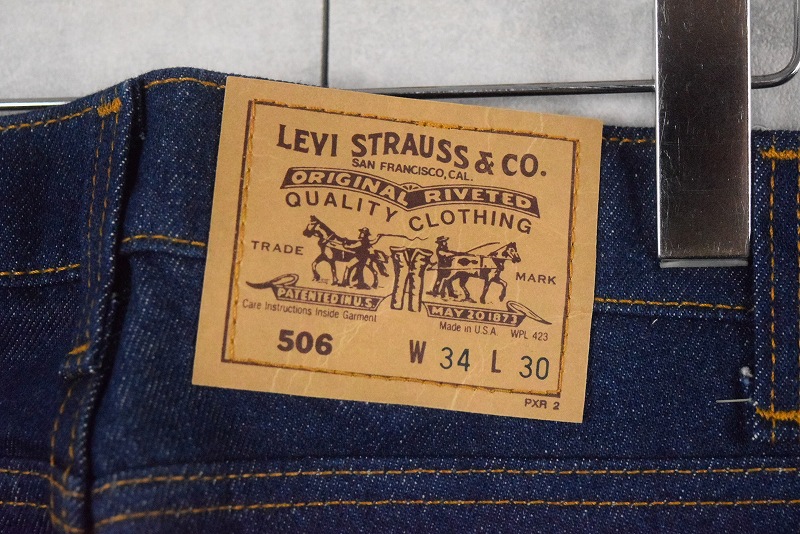 LEVI STRAUSS & CO.
SAN FRANCISCO, CAL.
ORIGINAL RIVETED
QUALITY CLOTHING
TRADE MARK
PATENTED IN U.S. MAY 20 1873
Care Instructions Inside Garment
Made in U.S.A. WPL 423
506 W 34 L 30
PXR 2